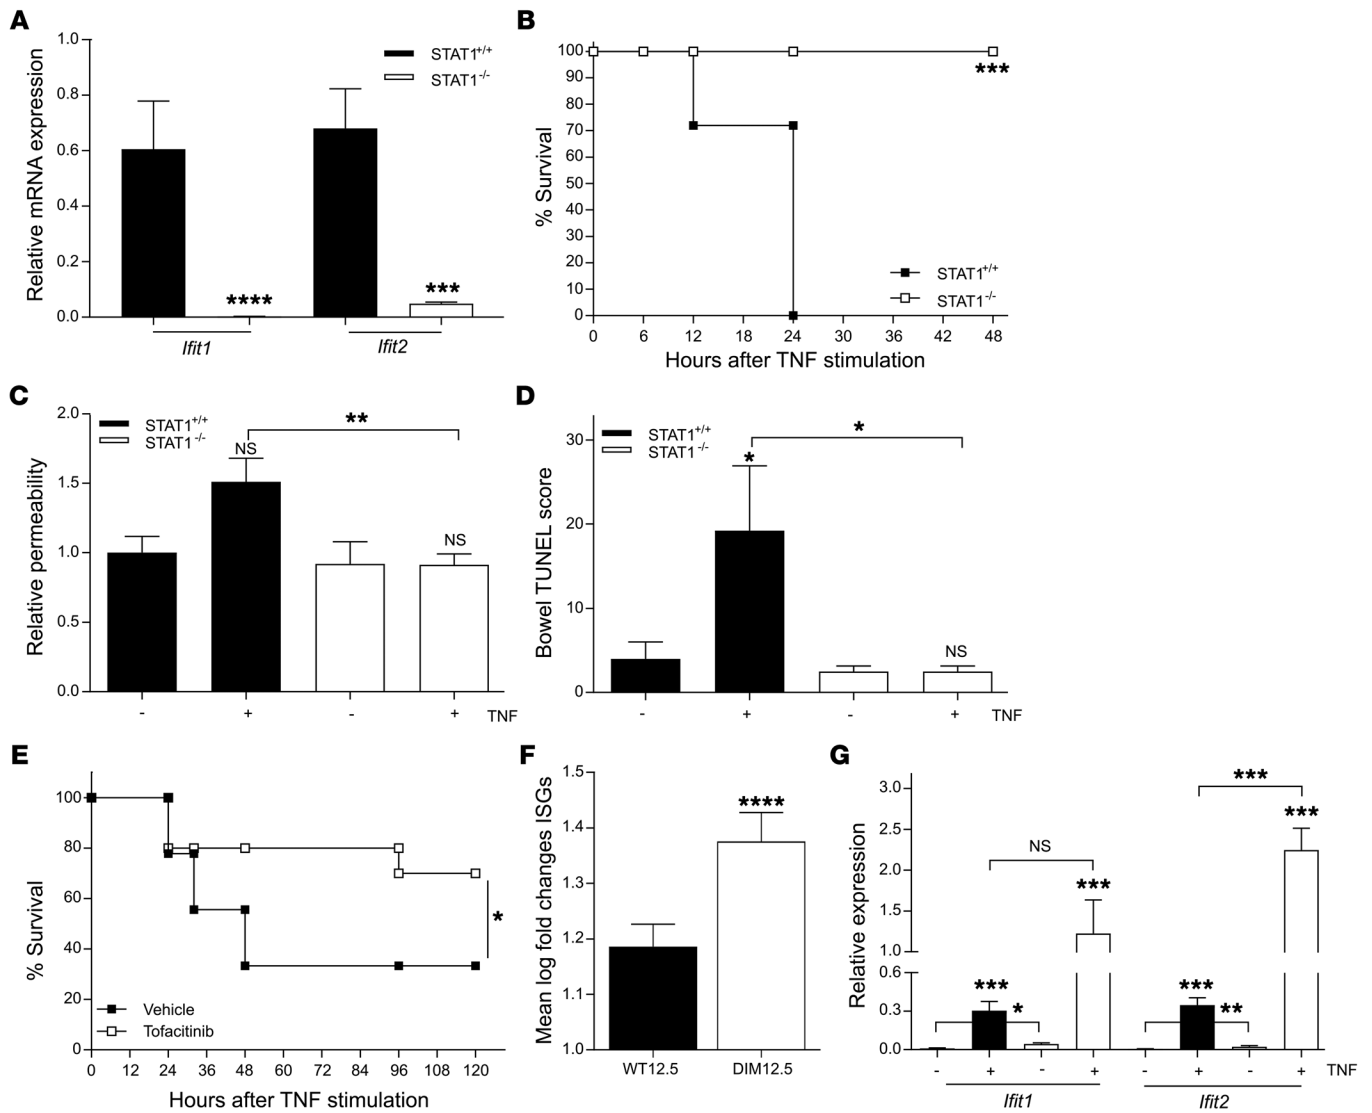 A
1.0
0.8
0.6
0.4
0.2
0.0
Relative mRNA expression
STAT1+/+
STAT1-/-
****
***
Ifit1
Ifit2
B
100
90
80
70
60
50
40
30
20
10
0
% Survival
***
STAT1+/+
STAT1-/-
0 6 12 18 24 30 36 42 48
Hours after TNF stimulation
C
2.0
1.5
1.0
0.5
0.0
Relative permeability
STAT1+/+
STAT1-/-
**
NS
NS
- + - + TNF
D
30
20
10
0
Bowel TUNEL score
STAT1+/+
STAT1-/-
*
*
NS
- + - + TNF
E
100
80
60
40
20
0
% Survival
*
Vehicle
Tofacitinib
0 12 24 36 48 60 72 84 96 108 120
Hours after TNF stimulation
F
1.5
1.4
1.3
1.2
1.1
1.0
Mean log fold changes ISGs
****
WT12.5 DIM12.5
G
3.0
2.5
2.0
1.5
1.0
0.6
0.3
0.0
Relative expression
***
***
NS
***
*** * *** **
- + - + - + - + TNF
Ifit1
Ifit2